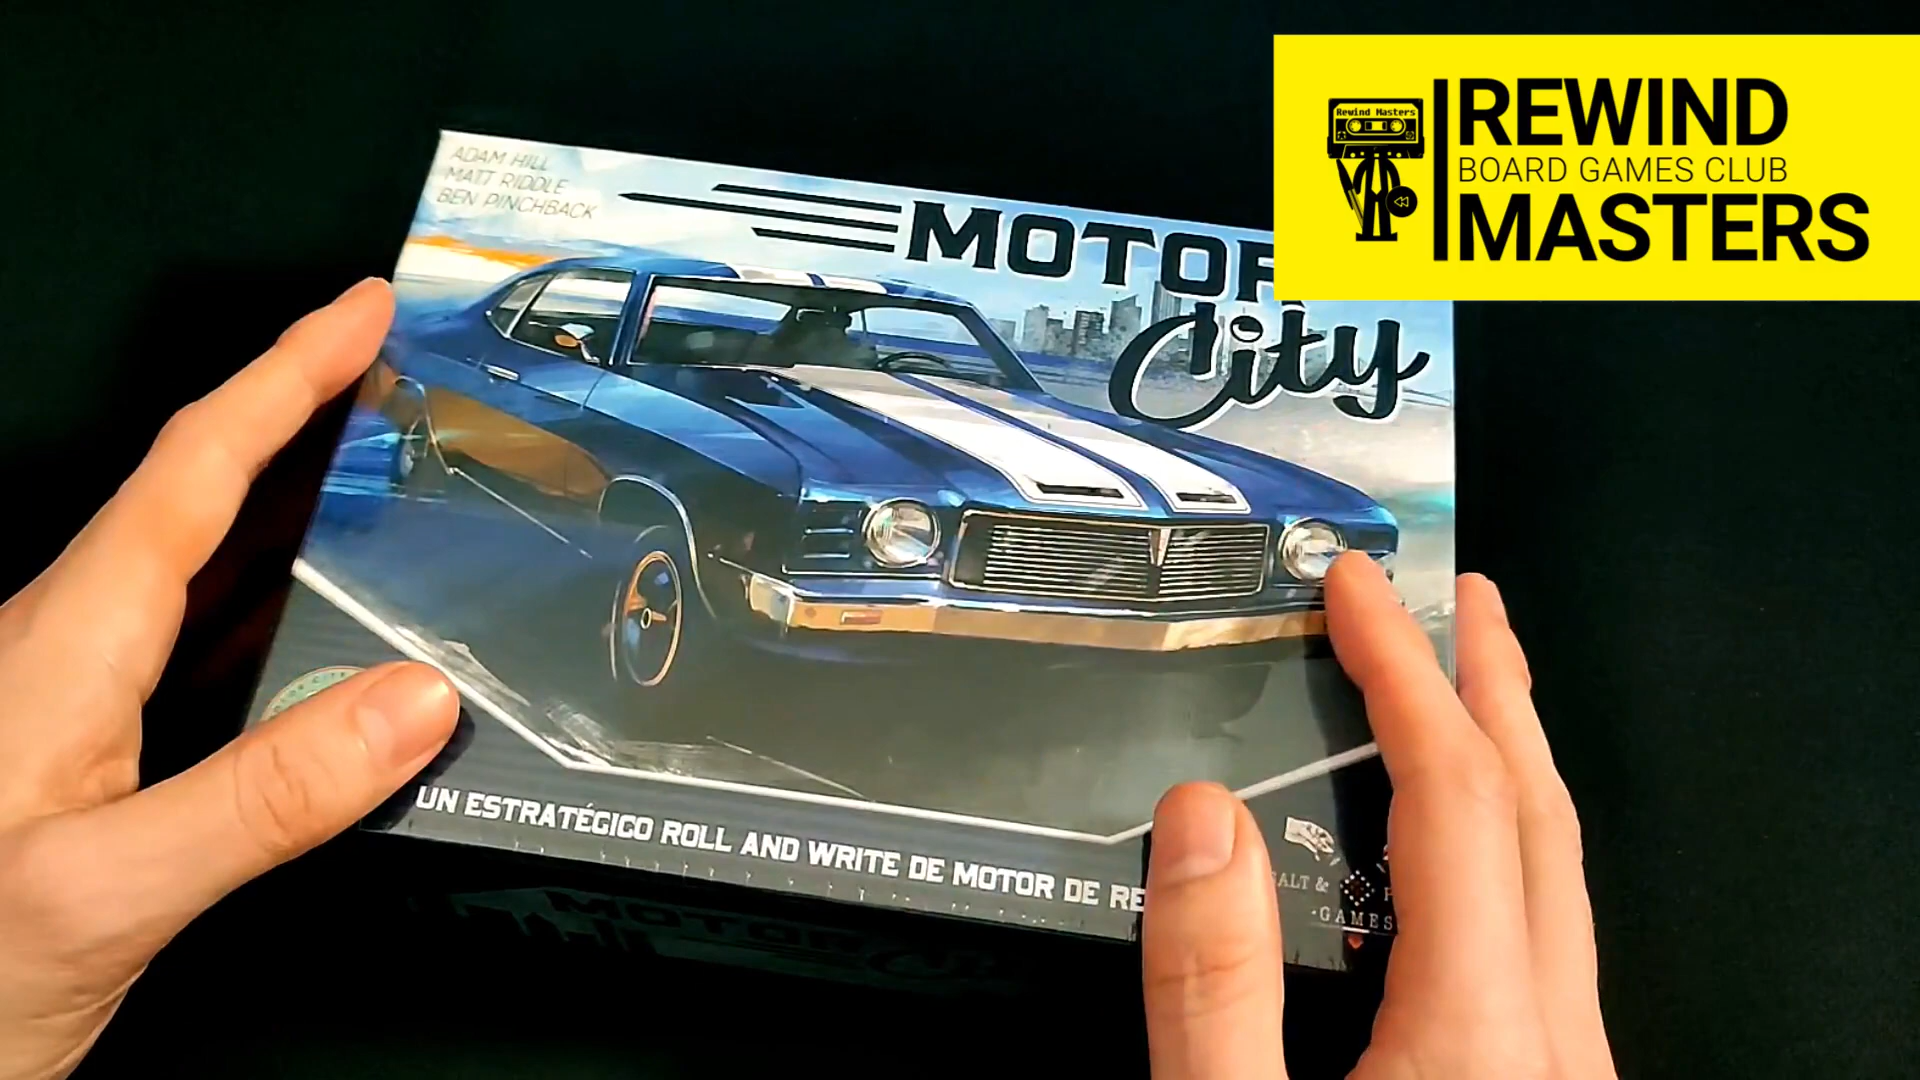 ADAM HILL
MATT RIDDLE
BEN PINCHBACK
MOTOR
City
Rewind Masters
REWIND
BOARD GAMES CLUB
MASTERS
UN ESTRATÉGICO ROLL AND WRITE DE MOTOR DE RE
ALT &
GAMES
MOTOR